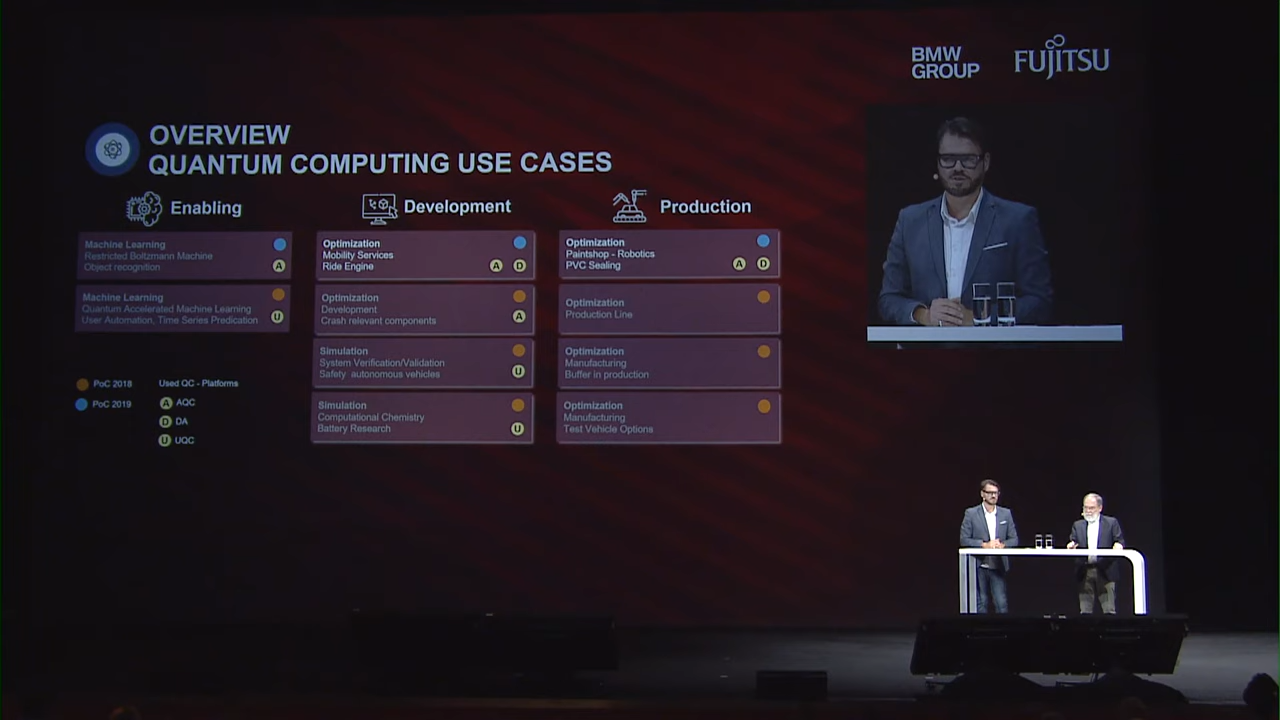 BMW
GROUP
FUJITSU
OVERVIEW
QUANTUM COMPUTING USE CASES
Enabling
Machine Learning
Restricted Boltzmann Machine
Object recognition
A
Machine Learning
Quantum Accelerated Machine Learning
User Automation, Time Series Predication
U
Development
Optimization
Mobility Services
Ride Engine
A D
Optimization
Development
Crash relevant components
A
Simulation
System Verification/Validation
Safety autonomous vehicles
U
Simulation
Computational Chemistry
Battery Research
U
Production
Optimization
Paintshop - Robotics
PVC Sealing
A D
Optimization
Production Line
Optimization
Manufacturing
Buffer in production
Optimization
Manufacturing
Test Vehicle Options
PoC 2018
PoC 2019
Used QC - Platforms
A AQC
D DA
U UQC